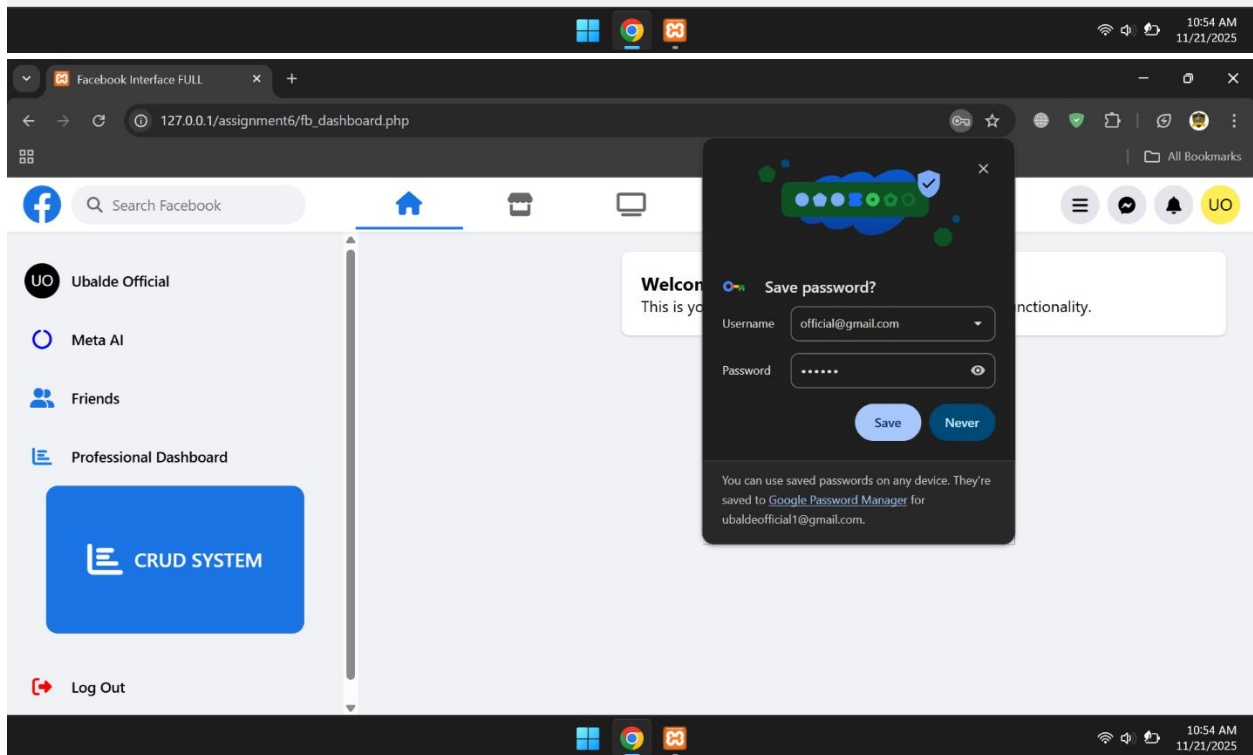 10:54 AM
11/21/2025
Facebook Interface FULL
127.0.0.1/assignment6/fb_dashboard.php
All Bookmarks
Search Facebook
UO
UO Ubalde Official
Meta AI
Friends
Professional Dashboard
CRUD SYSTEM
Log Out
This is
nctionality.
Save password?
Username official@gmail.com
Password ••••••
Save Never
You can use saved passwords on any device. They're
saved to Google Password Manager for
ubaldeofficial1@gmail.com.
10:54 AM
11/21/2025